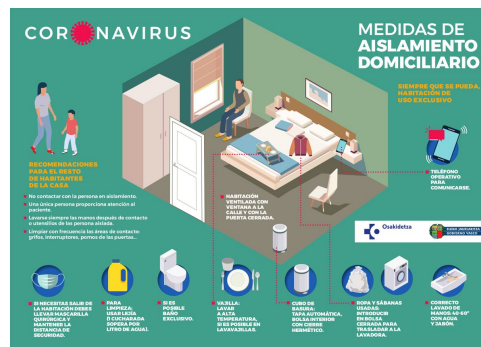 CORONAVIRUS
MEDIDAS DE
AISLAMIENTO
DOMICILIARIO
SIEMPRE QUE SE PUEDA,
HABITACIÓN DE
USO EXCLUSIVO
RECOMENDACIONES
PARA EL RESTO
DE HABITANTES
DE LA CASA
No contactar con la persona en aislamiento.
Una única persona proporciona atención al
paciente.
Lavarse siempre las manos después de contacto
o utensilios de las persona aislada.
Limpiar con frecuencia las áreas de contacto
grifos, interruptores, pomos de las puertas...
TELÉFONO
OPERATIVO
PARA
COMUNICARSE.
HABITACIÓN
VENTILADA CON
VENTANA A LA
CALLE Y CON LA
PUERTA CERRADA.
Osakidetza
EUSKO JAURLARITZA
GOBIERNO VASCO
SI NECESITAS SALIR DE
LA HABITACIÓN DEBES
LLEVAR MASCARILLA
QUIRÚRGICA Y
MANTENER LA
DISTANCIA DE
SEGURIDAD.
PARA
LIMPIEZA:
USAR LEJÍA
(1 CUCHARADA
SOPERA POR
LITRO DE AGUA).
SI ES
POSIBLE
BAÑO
EXCLUSIVO.
VAJILLA:
LAVAR
A ALTA
TEMPERATURA,
SI ES POSIBLE EN
LAVAVAJILLAS.
CUBO DE
BASURA:
TAPA AUTOMÁTICA,
BOLSA INTERIOR
CON CIERRE
HERMÉTICO.
ROPA Y SÁBANAS
USADAS:
INTRODUCIR
EN BOLSA
CERRADA PARA
TRASLADAR A LA
LAVADORA.
CORRECTO
LAVADO DE
MANOS: 40-60"
CON AGUA
Y JABÓN.